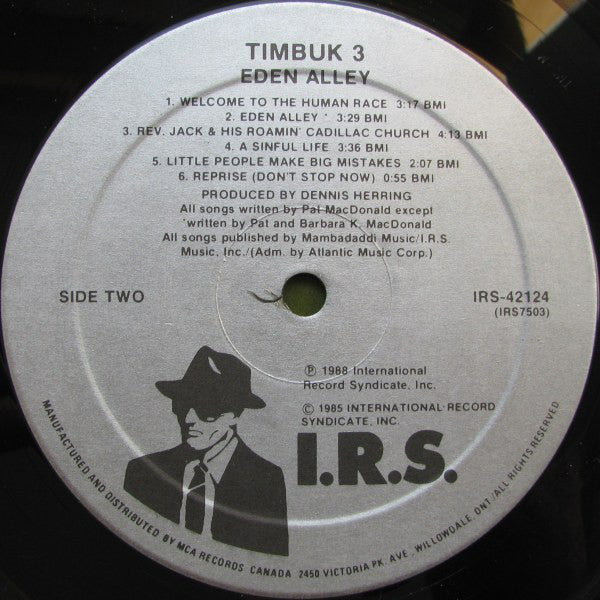 TIMBUK 3
EDEN ALLEY
1. WELCOME TO THE HUMAN RACE 3:17 BMI
2. EDEN ALLEY * 3:29 BMI
3. REV. JACK & HIS ROAMIN' CADILLAC CHURCH 4:13 BMI
4. A SINFUL LIFE 3:36 BMI
5. LITTLE PEOPLE MAKE BIG MISTAKES 2:07 BMI
6. REPRISE (DON'T STOP NOW) 0:55 BMI
PRODUCED BY DENNIS HERRING
All songs written by Pat MacDonald except
*written by Pat and Barbara K. MacDonald
All songs published by Mambadaddi Music/I.R.S.
Music, Inc./(Adm. by Atlantic Music Corp.)
SIDE TWO
IRS-42124
(IRS7503)
℗ 1988 International
Record Syndicate, Inc.
© 1985 INTERNATIONAL RECORD
SYNDICATE, INC.
I.R.S.
MANUFACTURED AND DISTRIBUTED BY MCA RECORDS CANADA 2450 VICTORIA PK. AVE., WILLOWDALE ONT./ALL RIGHTS RESERVED